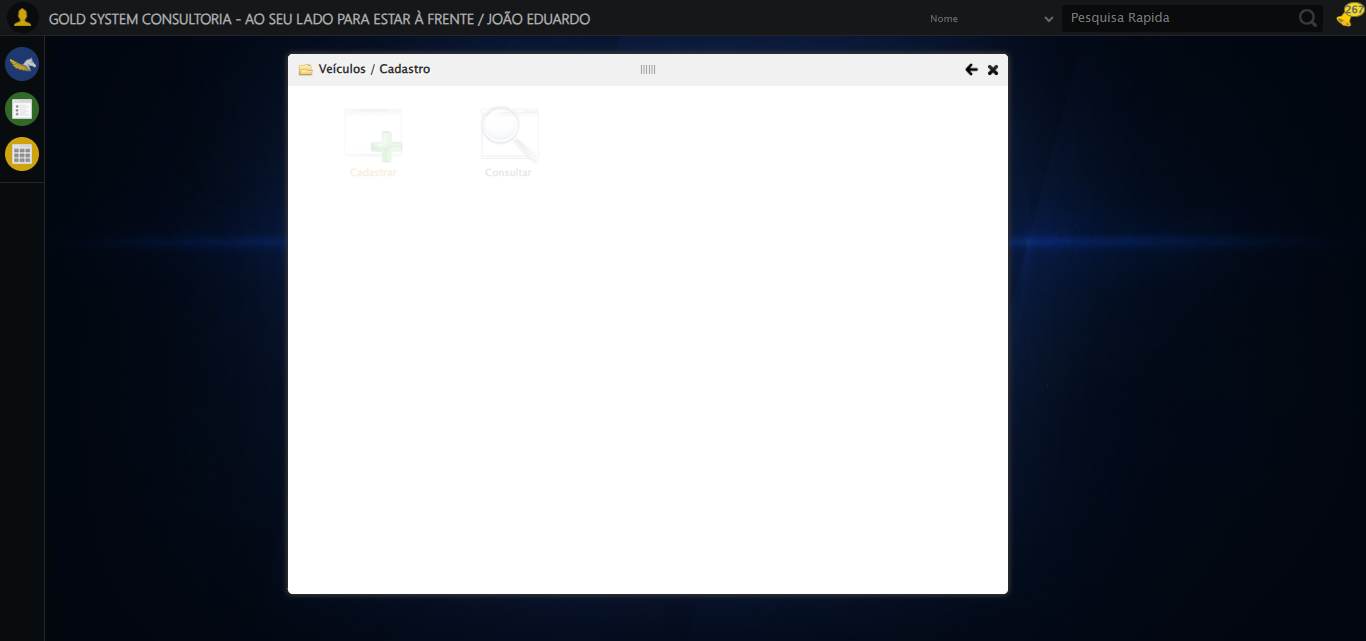 GOLD SYSTEM CONSULTORIA - AO SEU LADO PARA ESTAR À FRENTE / JOÃO EDUARDO
Nome
Pesquisa Rapida
267
Veículos / Cadastro
Cadastrar
Consultar